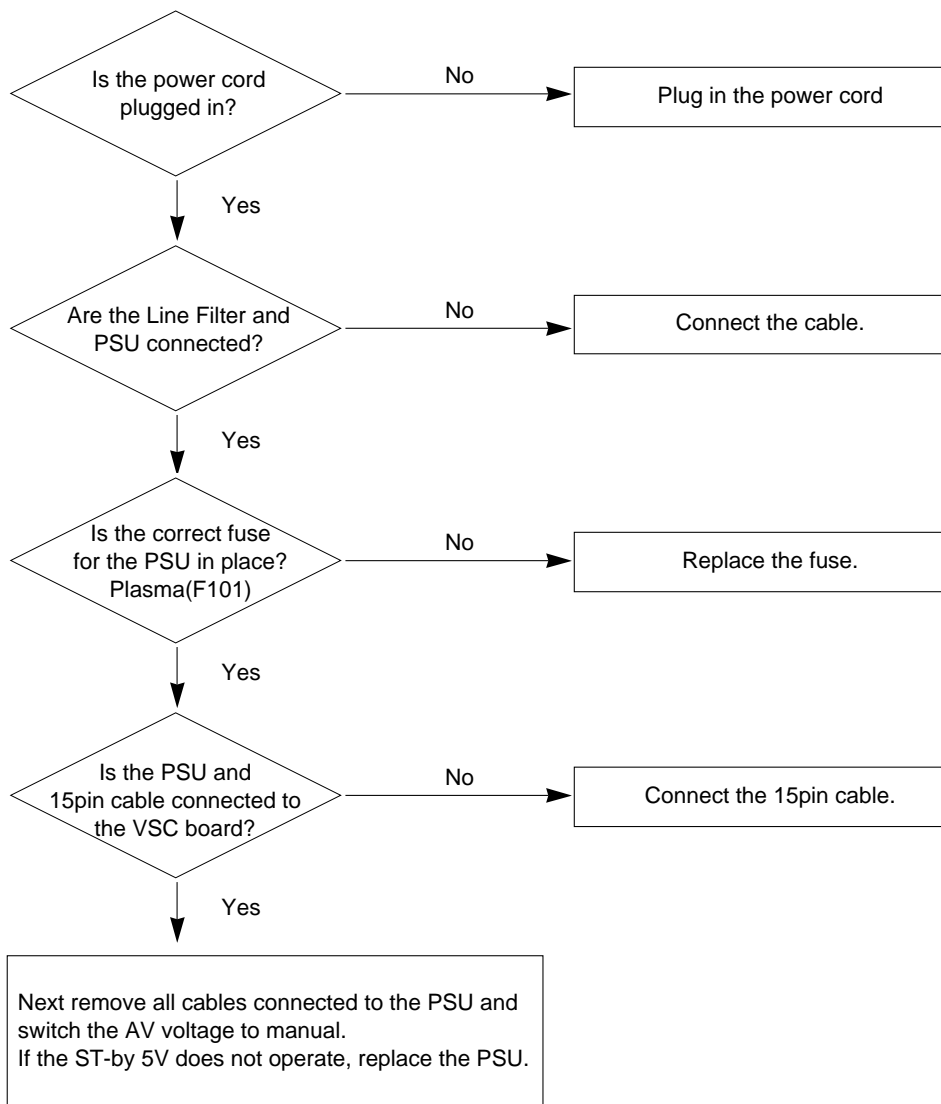 Is the power cord
plugged in?
No
Plug in the power cord
Yes
Are the Line Filter and
PSU connected?
No
Connect the cable.
Yes
Is the correct fuse
for the PSU in place?
Plasma(F101)
No
Replace the fuse.
Yes
Is the PSU and
15pin cable connected to
the VSC board?
No
Connect the 15pin cable.
Yes
Next remove all cables connected to the PSU and
switch the AV voltage to manual.
If the ST-by 5V does not operate, replace the PSU.